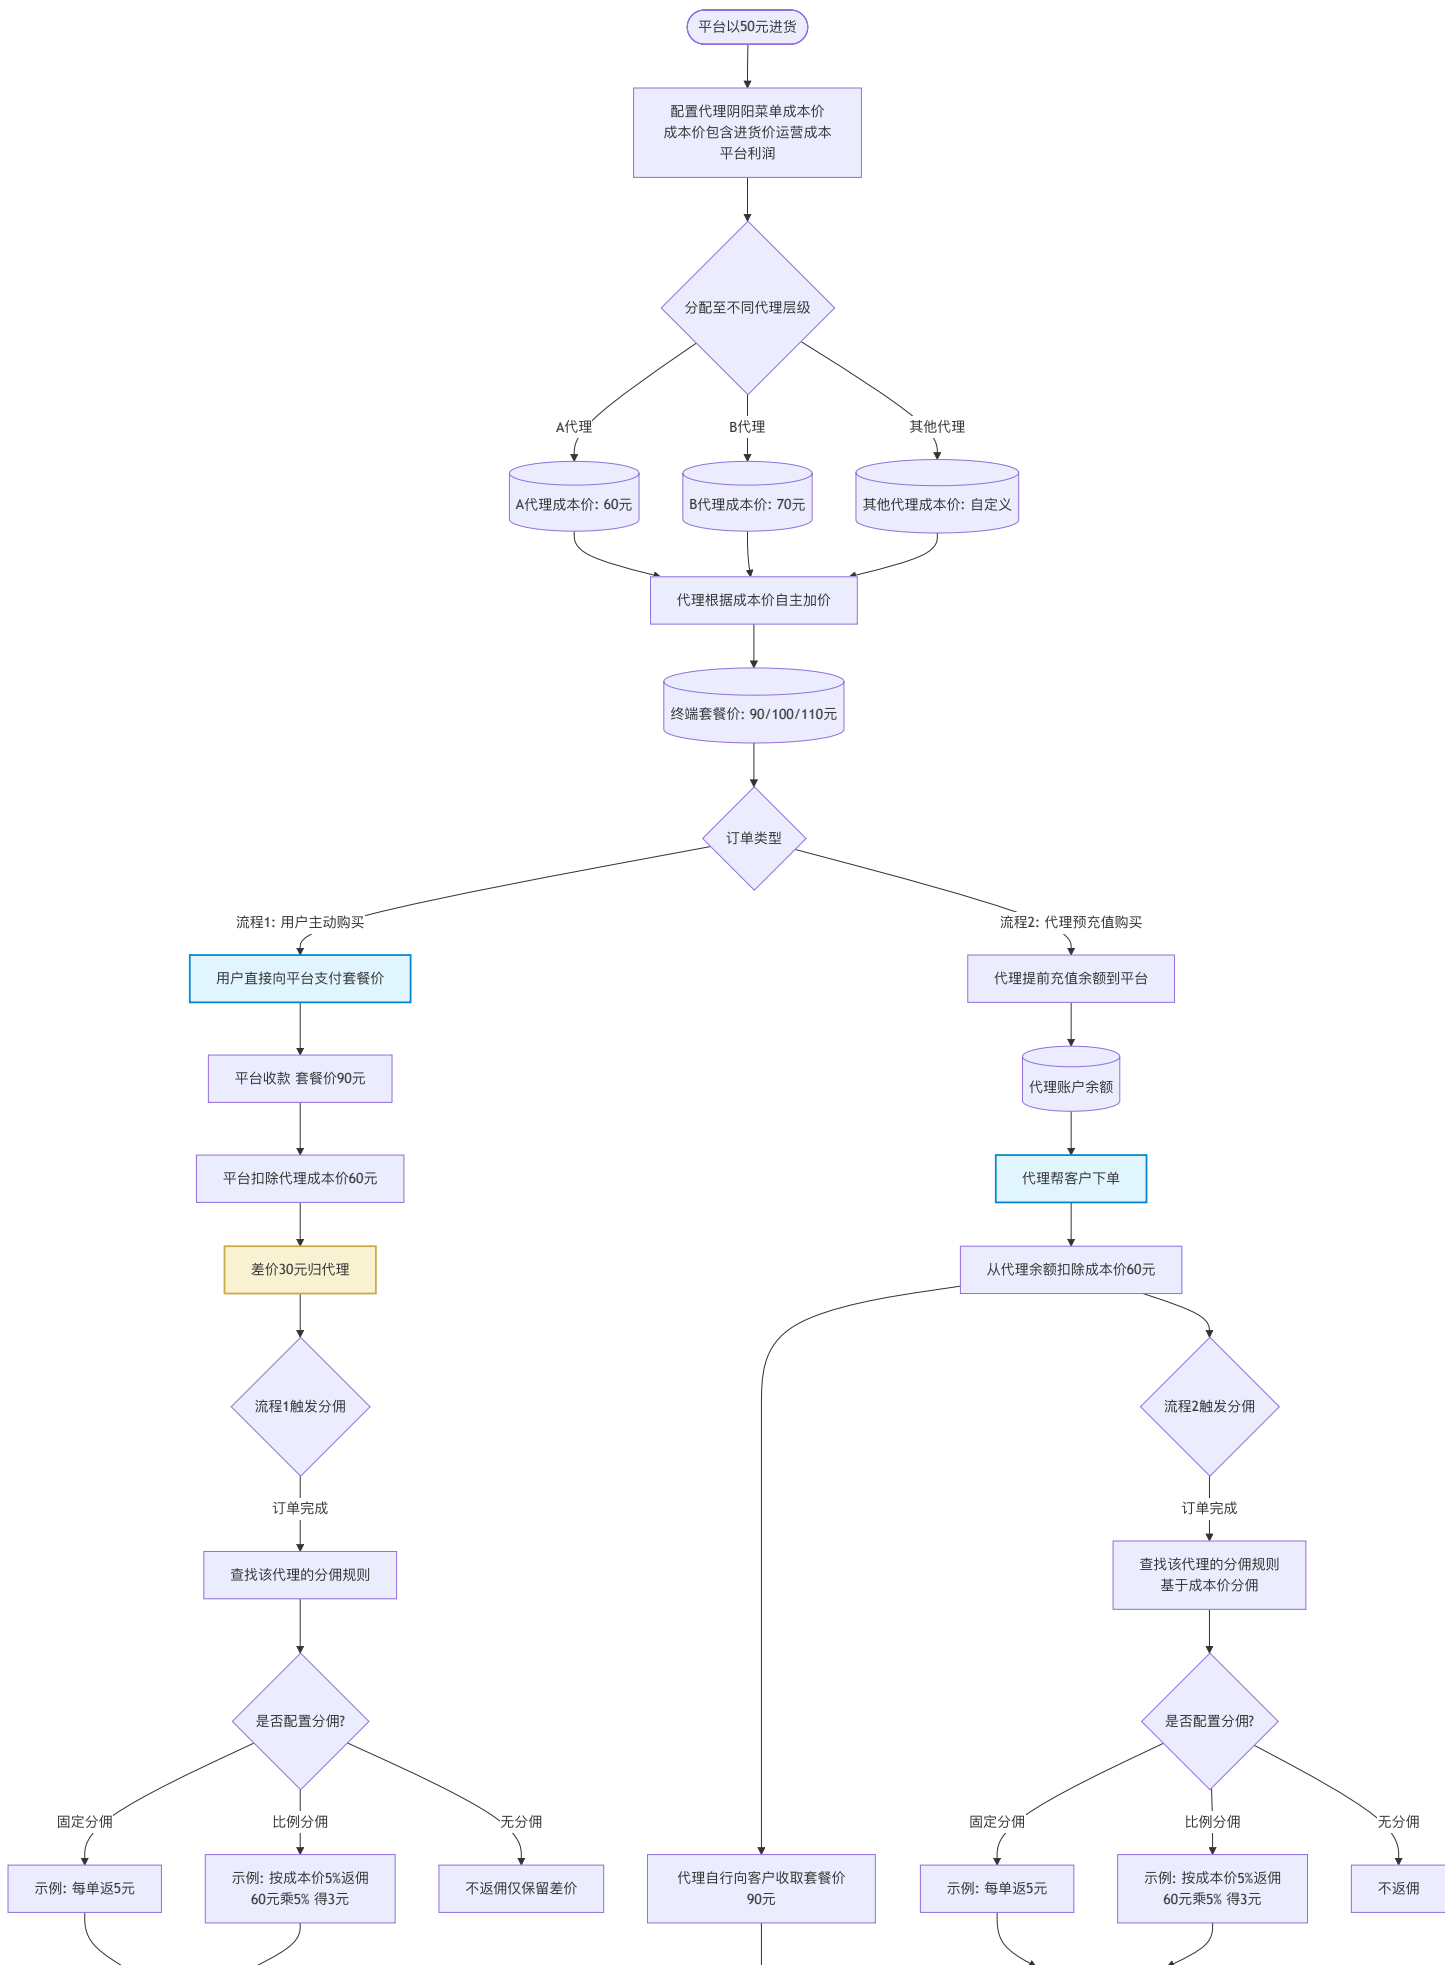 平台以50元进货
配置代理阴阳菜单成本价
成本价包含进货价运营成本
平台利润
分配至不同代理层级
A代理
B代理
其他代理
A代理成本价: 60元
B代理成本价: 70元
其他代理成本价: 自定义
代理根据成本价自主加价
终端套餐价: 90/100/110元
订单类型
流程1: 用户主动购买
流程2: 代理预充值购买
用户直接向平台支付套餐价
代理提前充值余额到平台
平台收款 套餐价90元
代理账户余额
平台扣除代理成本价60元
代理帮客户下单
差价30元归代理
从代理余额扣除成本价60元
流程1触发分佣
流程2触发分佣
订单完成
订单完成
查找该代理的分佣规则
查找该代理的分佣规则
基于成本价分佣
是否配置分佣?
是否配置分佣?
固定分佣
比例分佣
无分佣
固定分佣
比例分佣
无分佣
示例: 每单返5元
示例: 按成本价5%返佣
60元乘5% 得3元
不返佣仅保留差价
代理自行向客户收取套餐价
90元
示例: 每单返5元
示例: 按成本价5%返佣
60元乘5% 得3元
不返佣